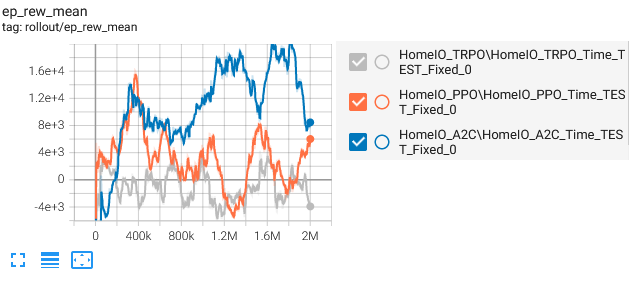 ep_rew_mean
tag: rollout/ep_rew_mean
1.6e+4
1.2e+4
8e+3
4e+3
0
-4e+3
0
400k
800k
1.2M
1.6M
2M
HomeIO_TRPO\HomeIO_TRPO_Time_T
EST_Fixed_0
HomeIO_PPO\HomeIO_PPO_Time_TES
T_Fixed_0
HomeIO_A2C\HomeIO_A2C_Time_TES
T_Fixed_0